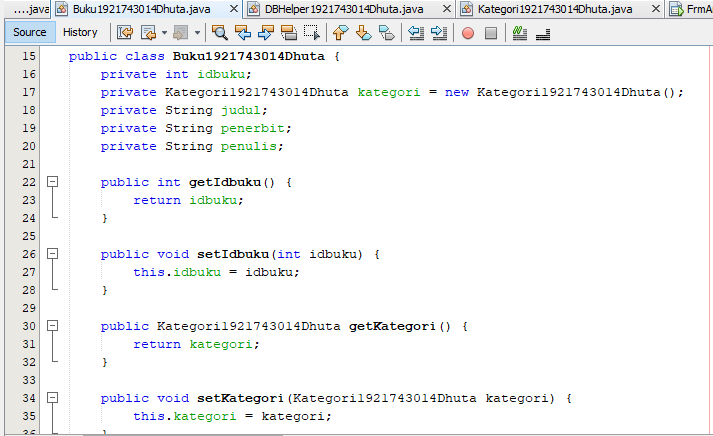 ....java
Buku1921743014Dhuta.java
DBHelper1921743014Dhuta.java
Kategori1921743014Dhuta.java
Source
History
15 public class Buku1921743014Dhuta {
16 private int idbuku;
17 private Kategori1921743014Dhuta kategori = new Kategori1921743014Dhuta();
18 private String judul;
19 private String penerbit;
20 private String penulis;
21
22 public int getIdbuku() {
23 return idbuku;
24 }
25
26 public void setIdbuku(int idbuku) {
27 this.idbuku = idbuku;
28 }
29
30 public Kategori1921743014Dhuta getKategori() {
31 return kategori;
32 }
33
34 public void setKategori(Kategori1921743014Dhuta kategori) {
35 this.kategori = kategori;